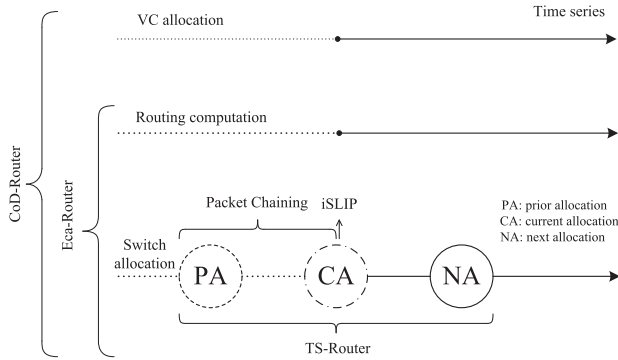 VC allocation
Time series
Routing computation
CoD-Router
Eca-Router
Packet Chaining
iSLIP
PA: prior allocation
CA: current allocation
NA: next allocation
Switch
allocation
PA
CA
NA
TS-Router